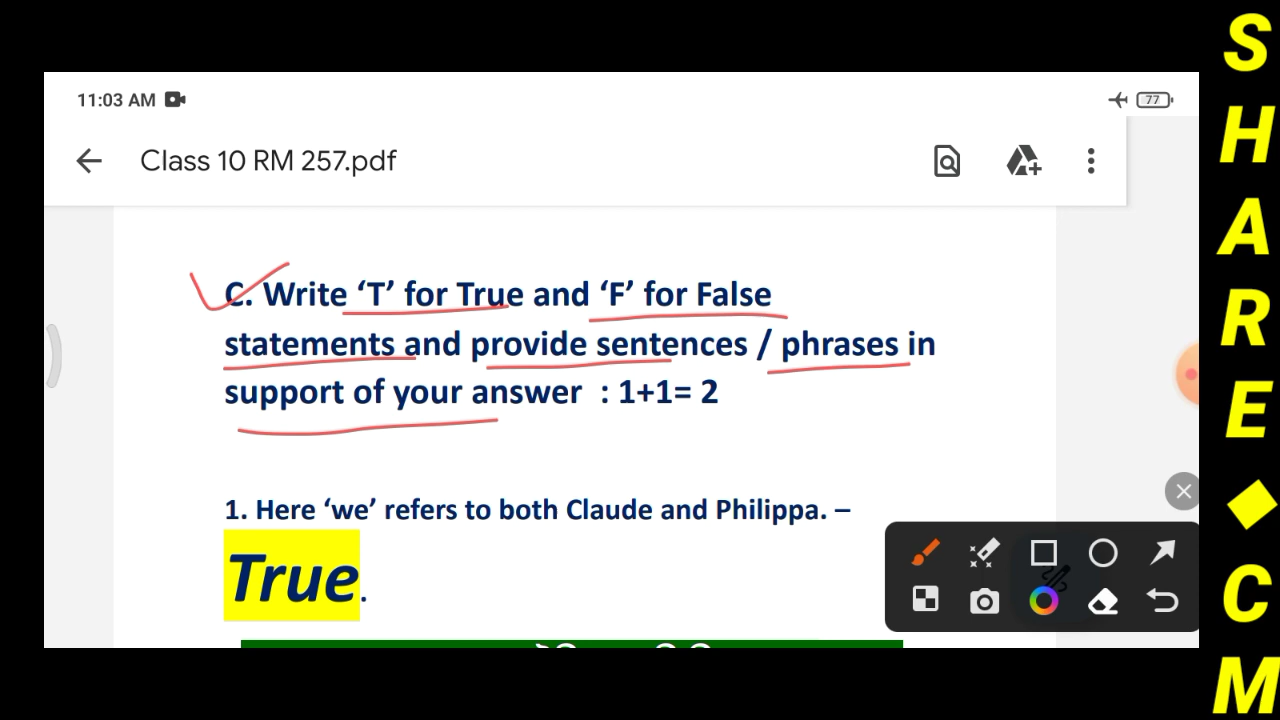 11:03 AM
77
Class 10 RM 257.pdf
C. Write ‘T’ for True and ‘F’ for False
statements and provide sentences / phrases in
support of your answer : 1+1= 2
1. Here ‘we’ refers to both Claude and Philippa. –
True.
SHARE◆CM